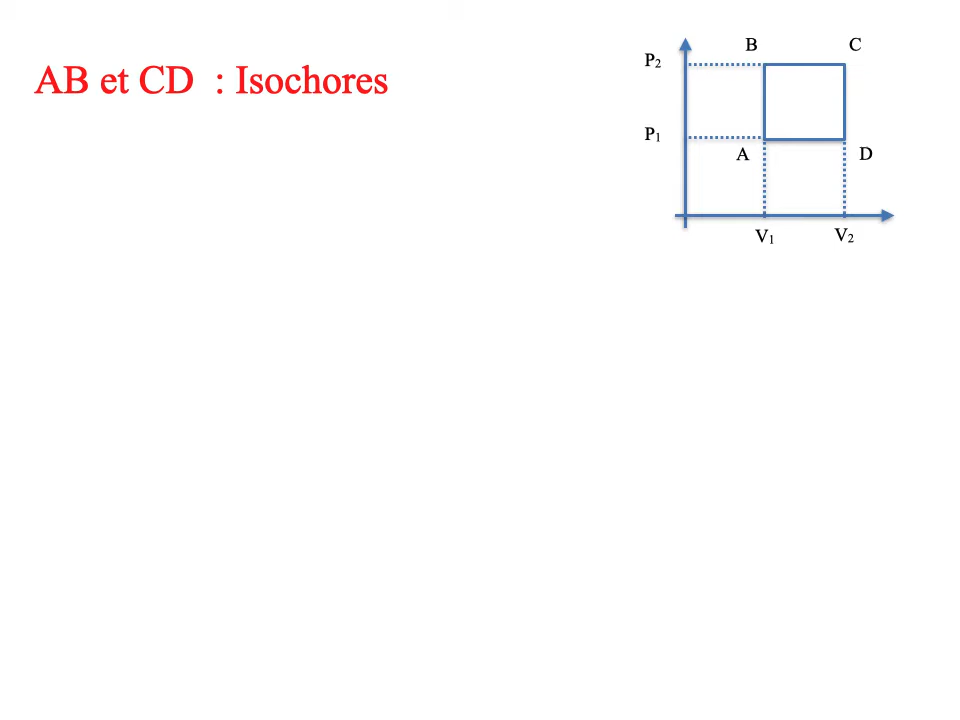 AB et CD : Isochores
B
C
P₂
P₁
A
D
V₁
V₂